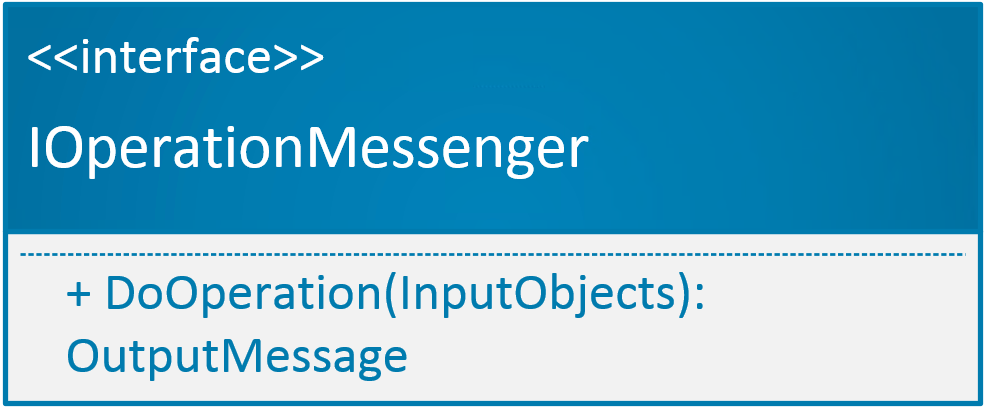 <<interface>>
IOperationMessenger
+ DoOperation(InputObjects):
OutputMessage